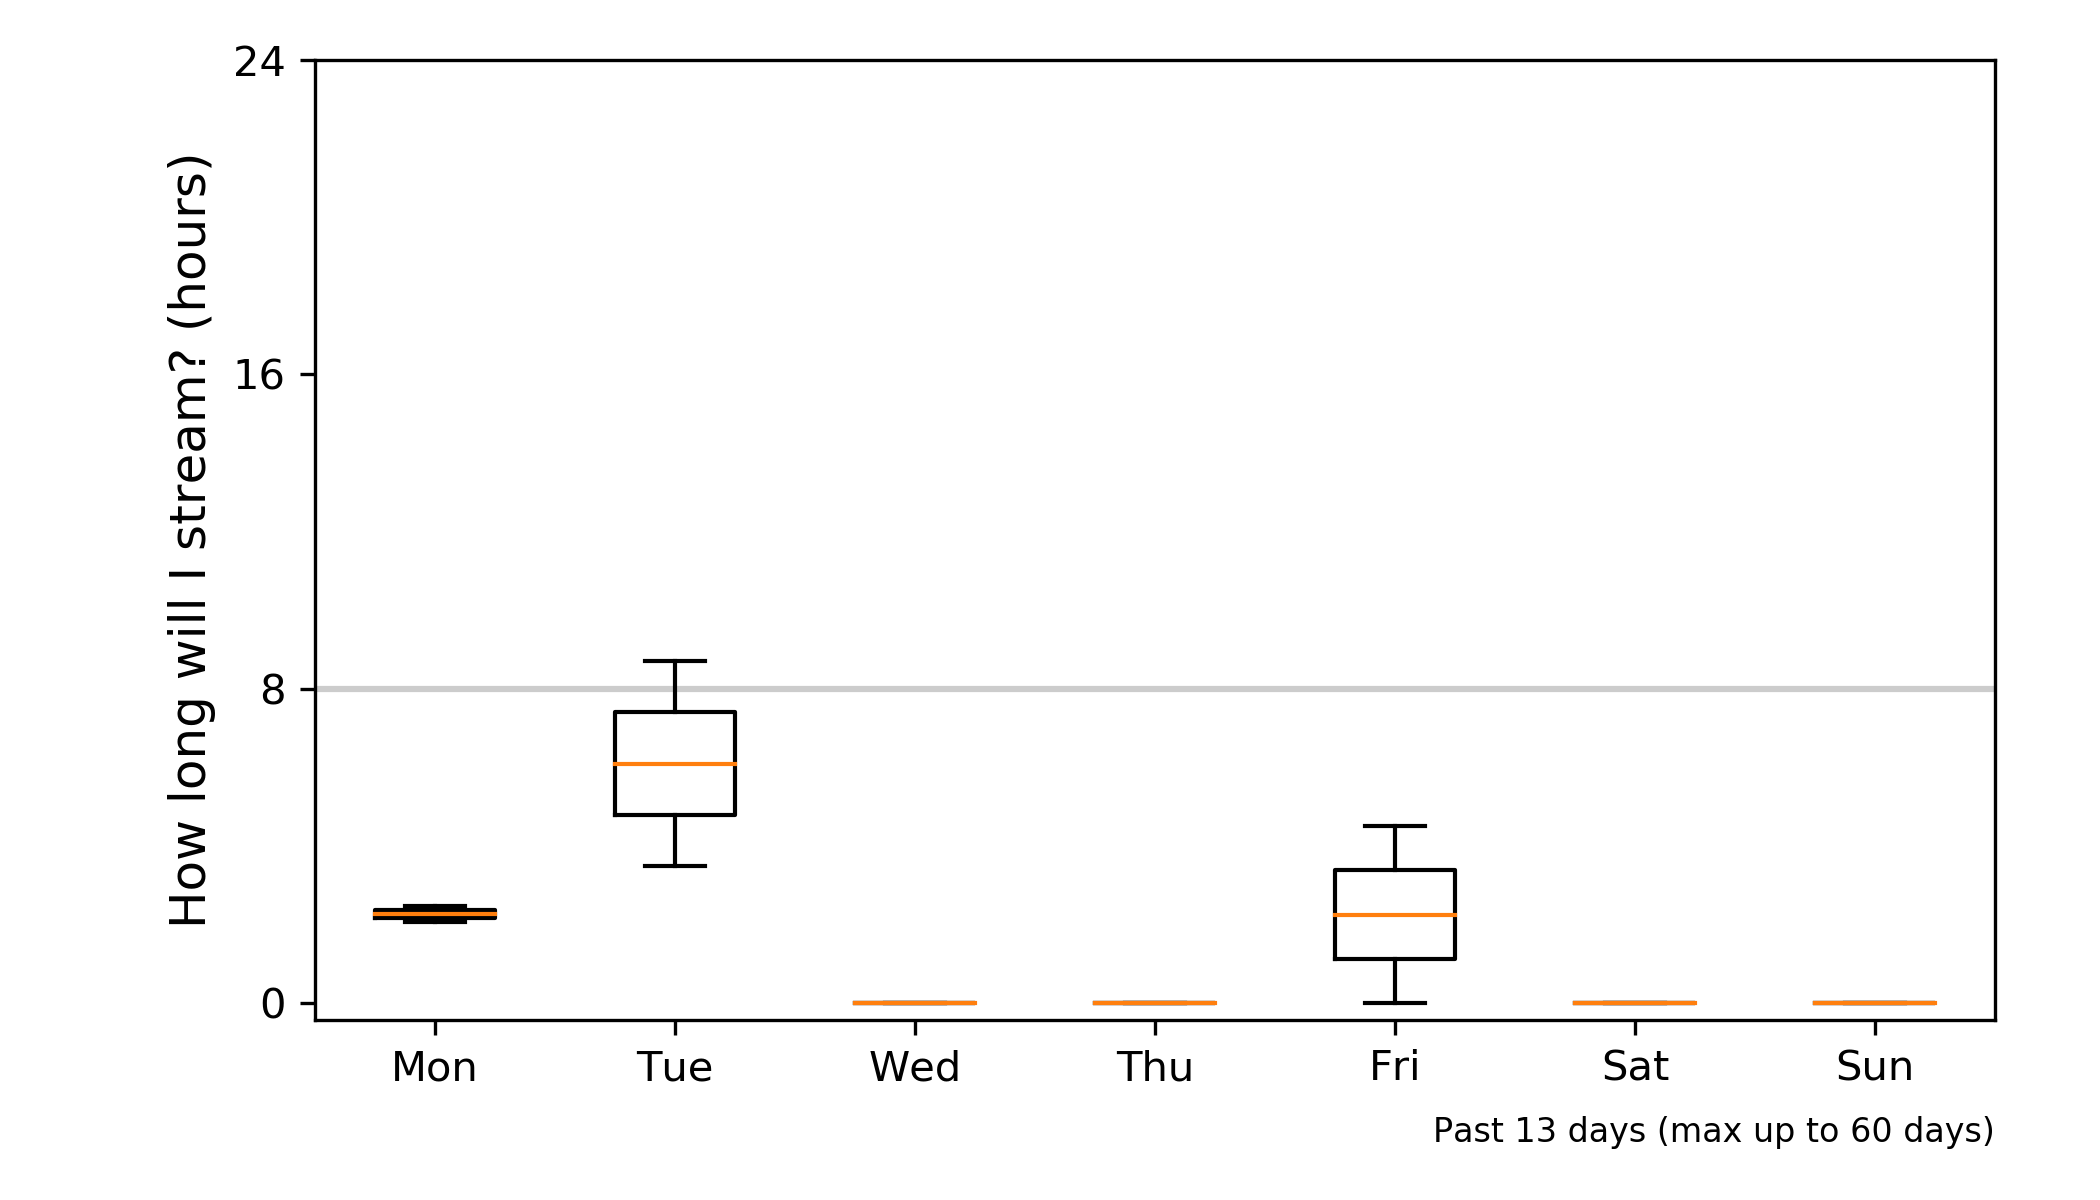 How long will I stream? (hours)
24
16
8
0
Mon Tue Wed Thu Fri Sat Sun
Past 13 days (max up to 60 days)